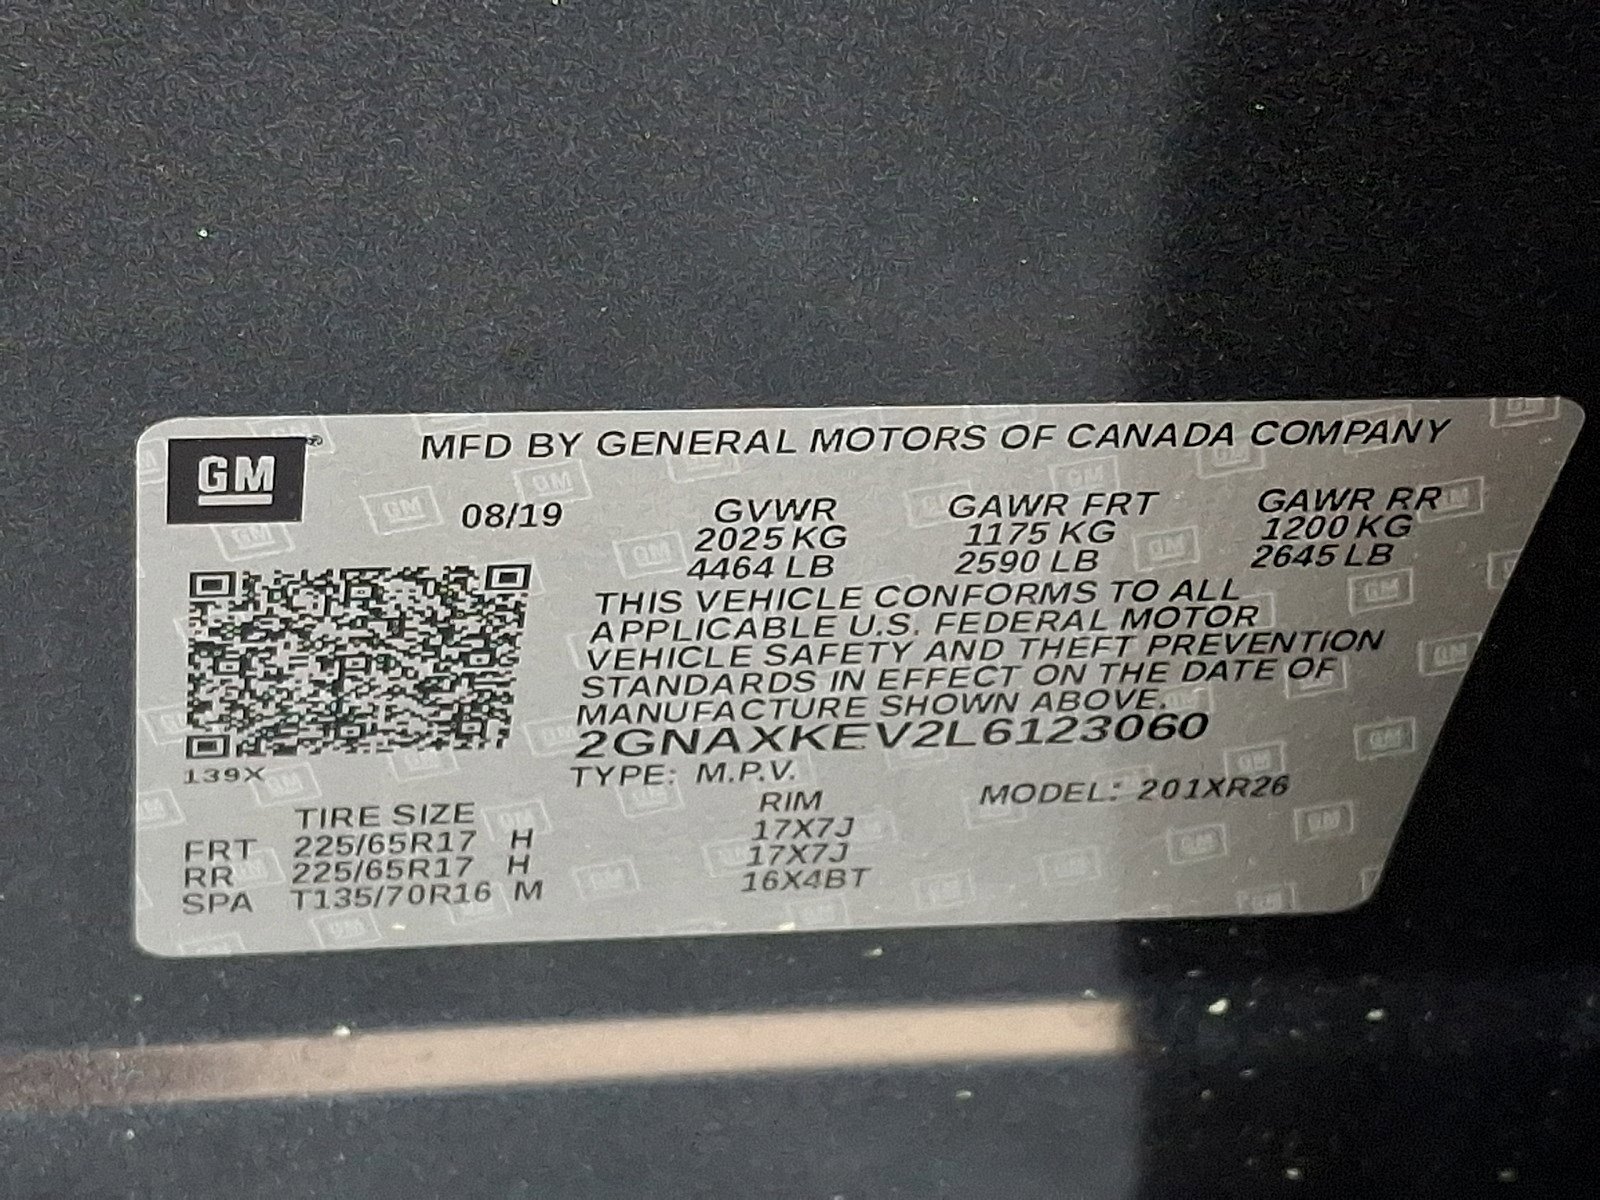 GM
MFD BY GENERAL MOTORS OF CANADA COMPANY
08/19
GVWR GAWR FRT GAWR RR
2025 KG 1175 KG 1200 KG
4464 LB 2590 LB 2645 LB
THIS VEHICLE CONFORMS TO ALL
APPLICABLE U.S. FEDERAL MOTOR
VEHICLE SAFETY AND THEFT PREVENTION
STANDARDS IN EFFECT ON THE DATE OF
MANUFACTURE SHOWN ABOVE.
2GNAXKEV2L6123060
139X
TYPE: M.P.V.
MODEL: 201XR26
TIRE SIZE RIM
FRT 225/65R17 H 17X7J
RR 225/65R17 H 17X7J
SPA T135/70R16 M 16X4BT